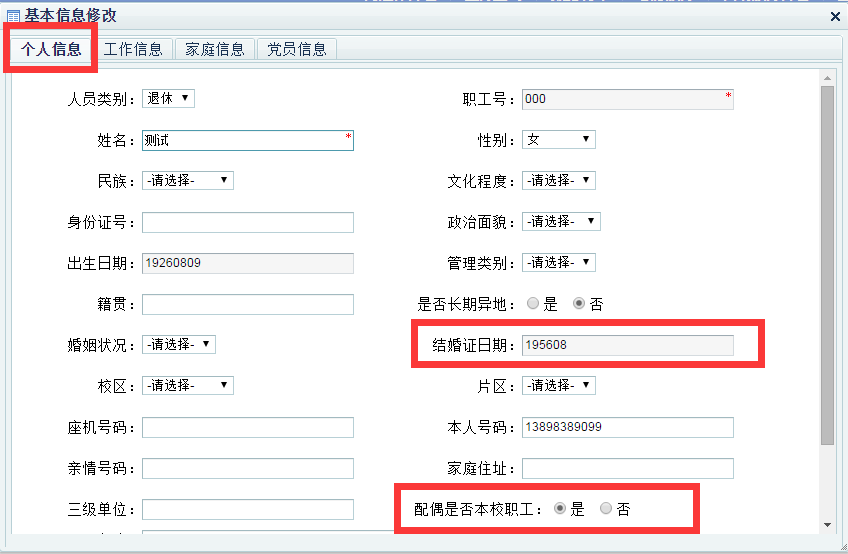 基本信息修改
个人信息 工作信息 家庭信息 党员信息
人员类别： 退休 职工号： 000 *
姓名： 测试 * 性别： 女
民族： -请选择- 文化程度： -请选择-
身份证号： 政治面貌： -请选择-
出生日期： 19260809 管理类别： -请选择-
籍贯： 是否长期异地： 是 否
婚姻状况： -请选择- 结婚证日期： 195608
校区： -请选择- 片区： -请选择-
座机号码： 本人号码： 13898389099
亲情号码： 家庭住址：
三级单位： 配偶是否本校职工： 是 否